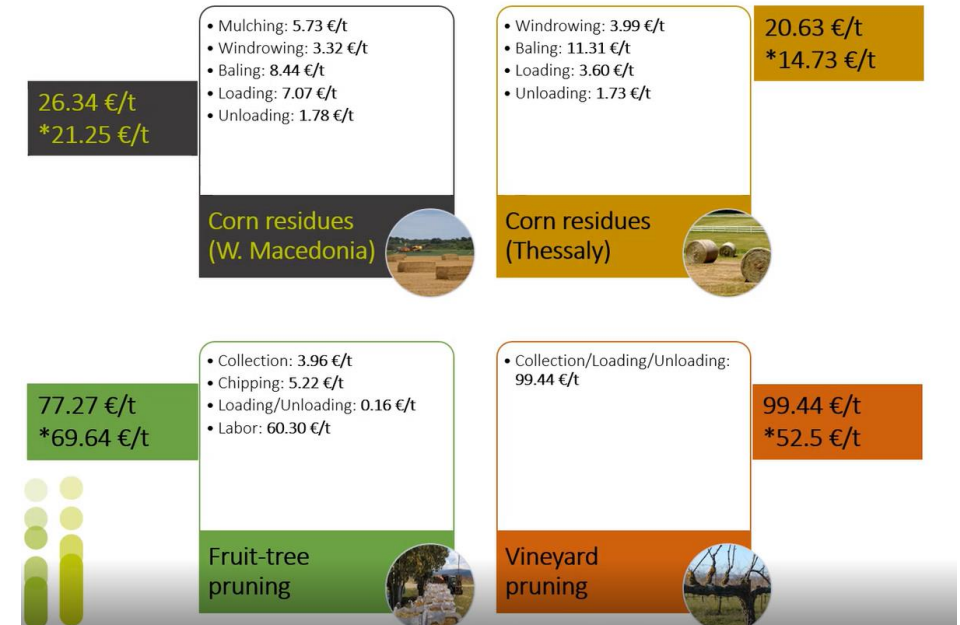 • Mulching: 5.73 €/t
• Windrowing: 3.32 €/t
• Baling: 8.44 €/t
• Loading: 7.07 €/t
• Unloading: 1.78 €/t
26.34 €/t
*21.25 €/t
Corn residues
(W. Macedonia)
• Windrowing: 3.99 €/t
• Baling: 11.31 €/t
• Loading: 3.60 €/t
• Unloading: 1.73 €/t
20.63 €/t
*14.73 €/t
Corn residues
(Thessaly)
• Collection: 3.96 €/t
• Chipping: 5.22 €/t
• Loading/Unloading: 0.16 €/t
• Labor: 60.30 €/t
77.27 €/t
*69.64 €/t
Fruit-tree
pruning
• Collection/Loading/Unloading:
99.44 €/t
99.44 €/t
*52.5 €/t
Vineyard
pruning